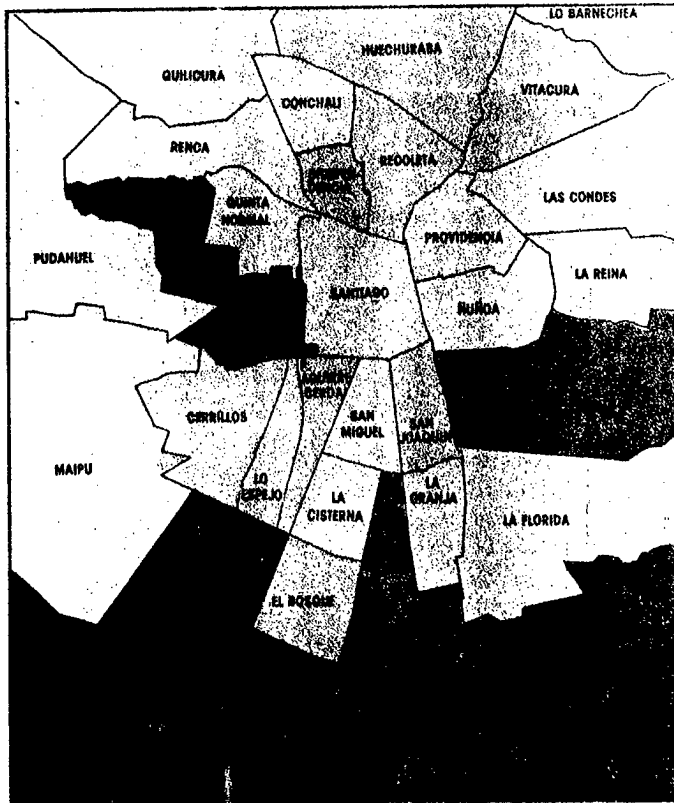 LO BARNECHEA
HUECHURABA
QUILICURA
VITACURA
CONCHALI
RENCA
RECOLETA
QUINTA
NORMAL
LAS CONDES
PROVIDENCIA
PUDAHUEL
LA REINA
SANTIAGO
ÑUÑOA
CERRILLOS
SAN
MIGUEL
SAN
JOAQUIN
MAIPU
LO
ESPEJO
LA
CISTERNA
LA
GRANJA
LA FLORIDA
EL BOSQUE